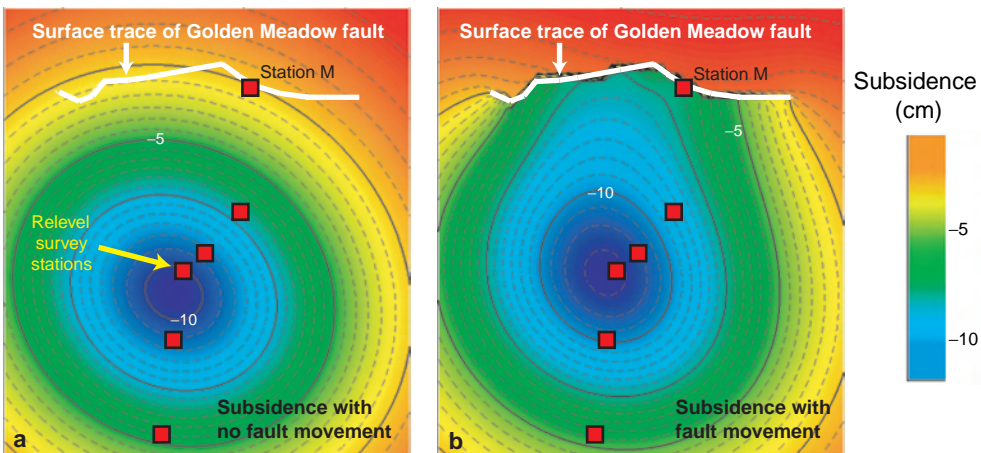 Surface trace of Golden Meadow fault
Station M
–5
Relevel
survey
stations
–10
Subsidence with
no fault movement
a
Surface trace of Golden Meadow fault
Station M
–5
–10
Subsidence with
fault movement
b
Subsidence
(cm)
–5
–10